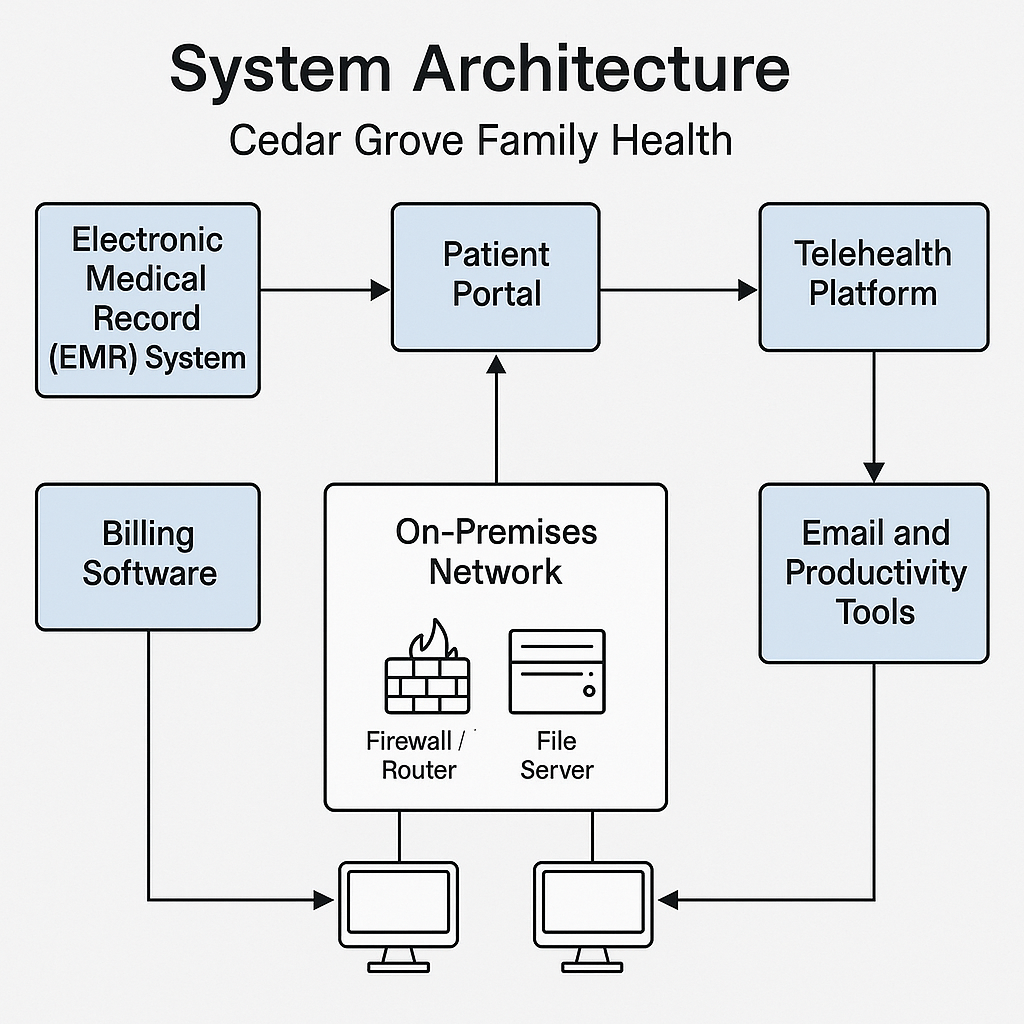 System Architecture
Cedar Grove Family Health
Electronic
Medical
Record
(EMR) System
Patient
Portal
Telehealth
Platform
Billing
Software
On-Premises
Network
Email and
Productivity
Tools
Firewall /
Router
File
Server